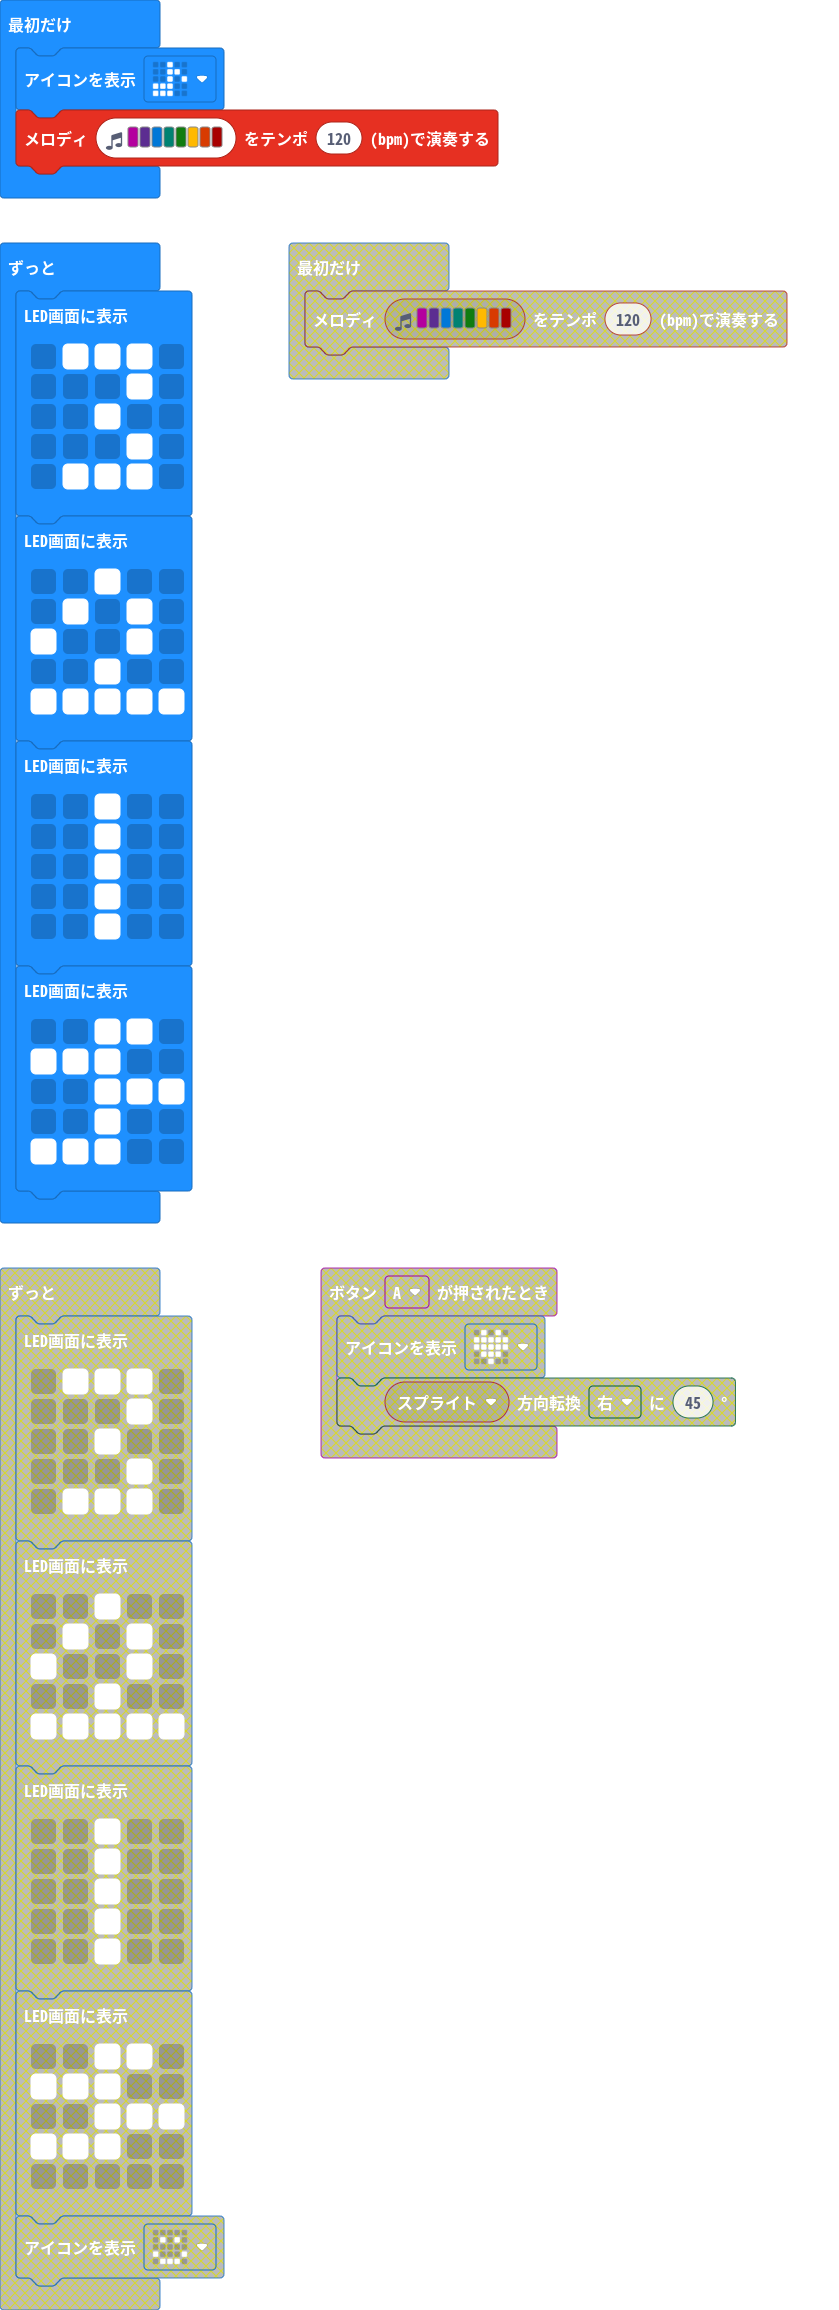 最初だけ
アイコンを表示
メロディ をテンポ 120 (bpm)で演奏する
ずっと
LED画面に表示
LED画面に表示
LED画面に表示
LED画面に表示
最初だけ
メロディ をテンポ 120 (bpm)で演奏する
ずっと
LED画面に表示
LED画面に表示
LED画面に表示
LED画面に表示
アイコンを表示
ボタン A が押されたとき
アイコンを表示
スプライト 方向転換 右 に 45 °